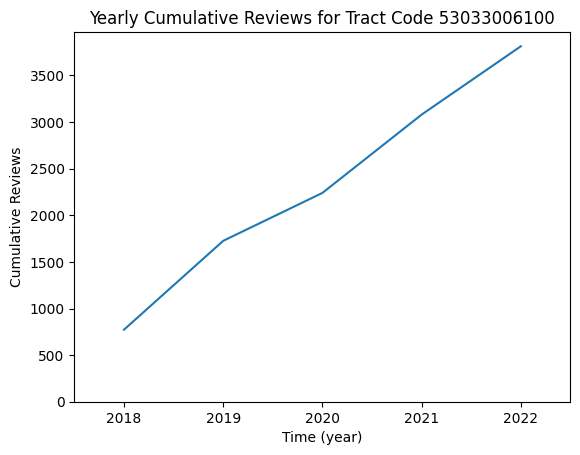 Yearly Cumulative Reviews for Tract Code 53033006100
3500
3000
2500
2000
1500
1000
500
0
Cumulative Reviews
2018 2019 2020 2021 2022
Time (year)